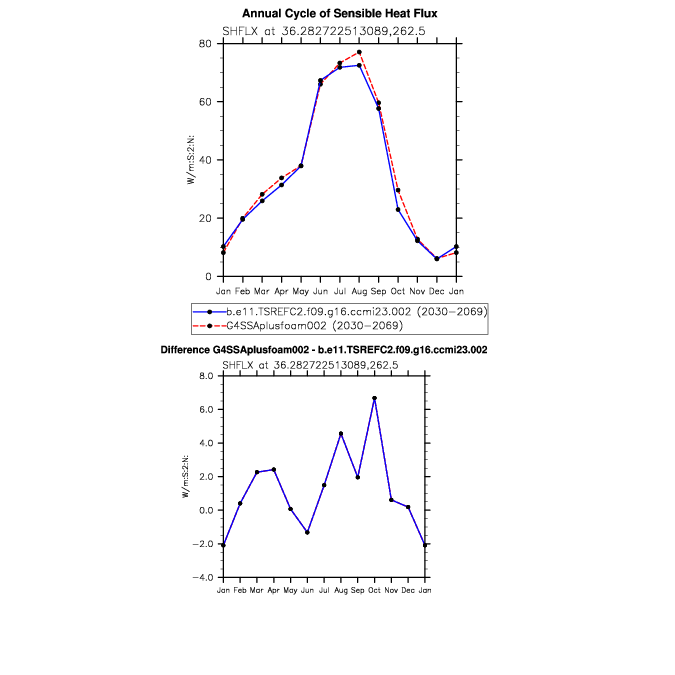 Annual Cycle of Sensible Heat Flux
SHFLX at 36.282722513089,262.5
80
60
40
20
0
W/m:S:2:N:
Jan Feb Mar Apr May Jun Jul Aug Sep Oct Nov Dec Jan
b.e11.TSREFC2.f09.g16.ccmi23.002 (2030-2069)
G4SSAplusfoam002 (2030-2069)
Difference G4SSAplusfoam002 - b.e11.TSREFC2.f09.g16.ccmi23.002
SHFLX at 36.282722513089,262.5
8.0
6.0
4.0
2.0
0.0
-2.0
-4.0
W/m:S:2:N:
Jan Feb Mar Apr May Jun Jul Aug Sep Oct Nov Dec Jan